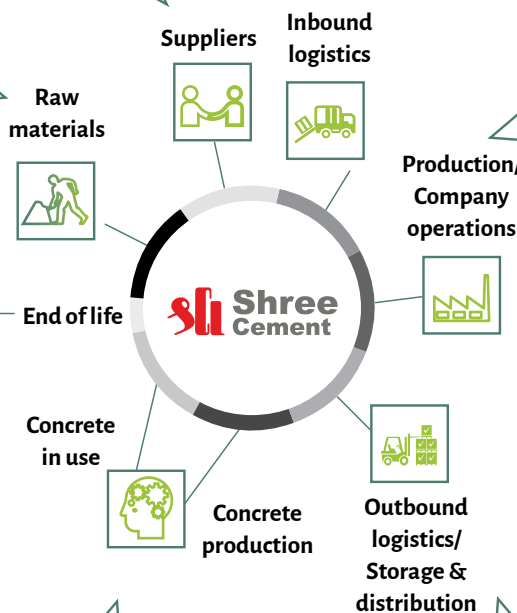 Suppliers
Inbound
logistics
Raw
materials
Production/
Company
operations
End of life
Shree
Cement
Concrete
in use
Concrete
production
Outbound
logistics/
Storage &
distribution